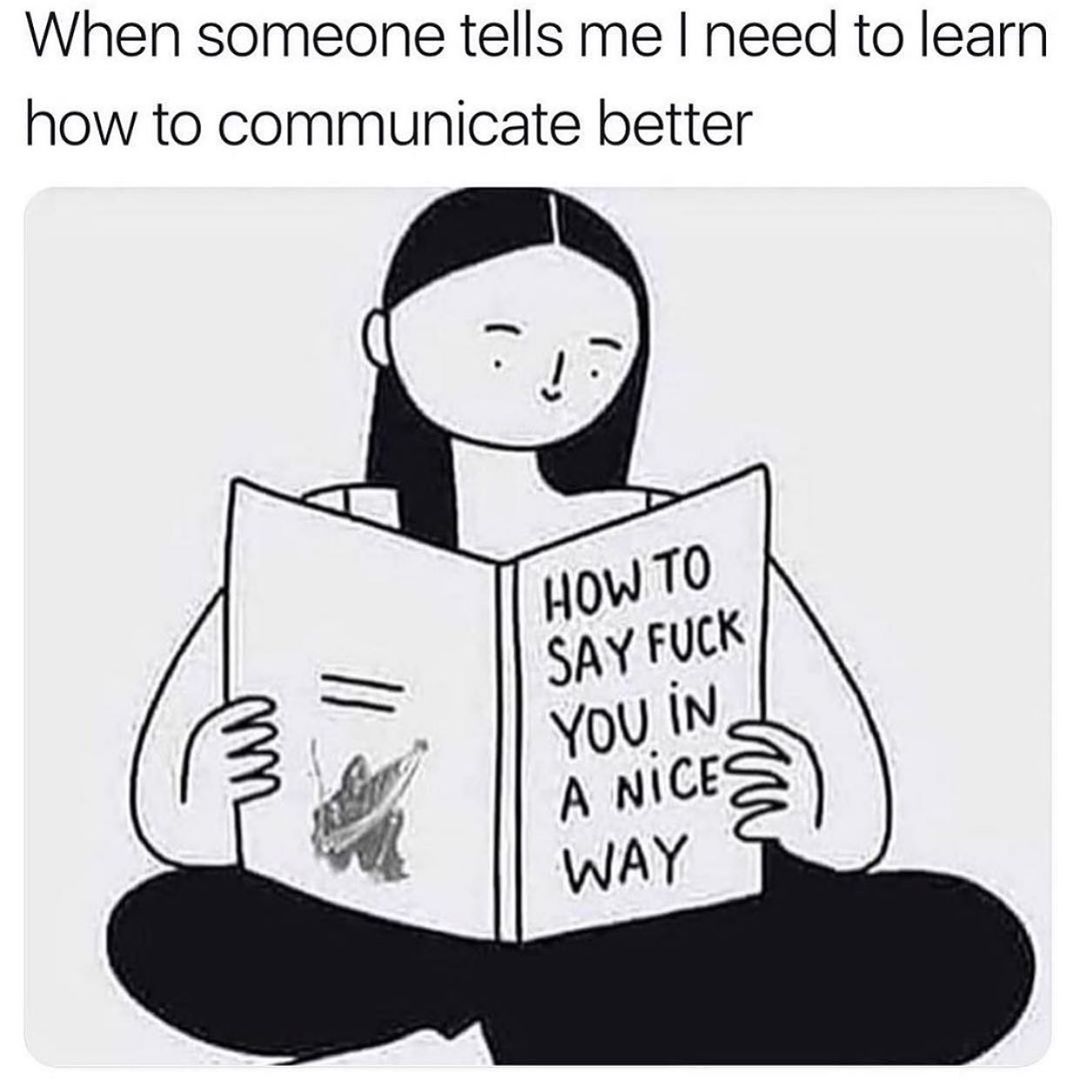 When someone tells me I need to learn
how to communicate better
HOW TO
SAY FUCK
YOU IN
A NICE
WAY